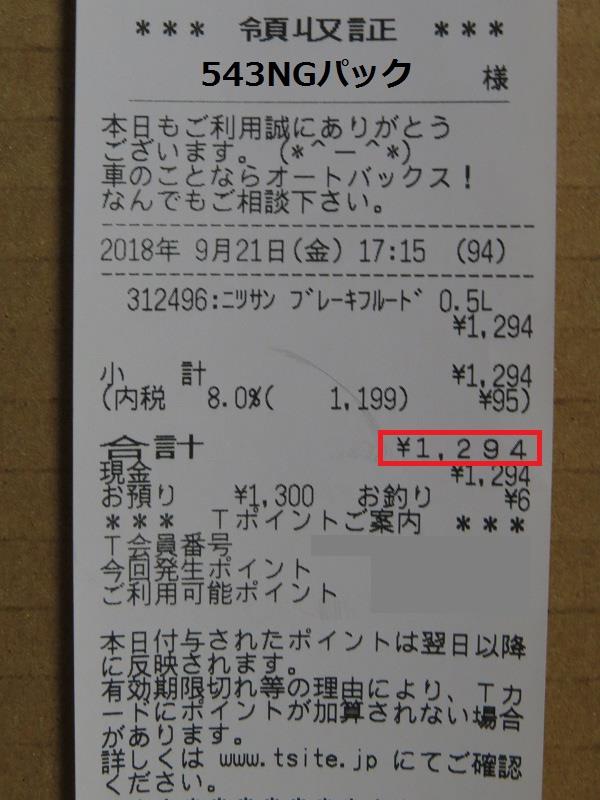 *** 領収証 ***
543NGパック 様
本日もご利用誠にありがとう
ございます。(*^ー^*)
車のことならオートバックス!
なんでもご相談下さい。
2018年 9月21日(金) 17:15 (94)
312496:ニツサン ブレーキフルード 0.5L
¥1,294
小 計 ¥1,294
(内税 8.0%( 1,199) ¥95)
合計 ¥1,294
現金 ¥1,294
お預り ¥1,300 お釣り ¥6
*** Tポイントご案内 ***
T会員番号
今回発生ポイント
ご利用可能ポイント
本日付与されたポイントは翌日以降
に反映されます。
有効期限切れ等の理由により、Tカ
ードにポイントが加算されない場合
があります。
詳しくは www.tsite.jp にてご確認
ください。